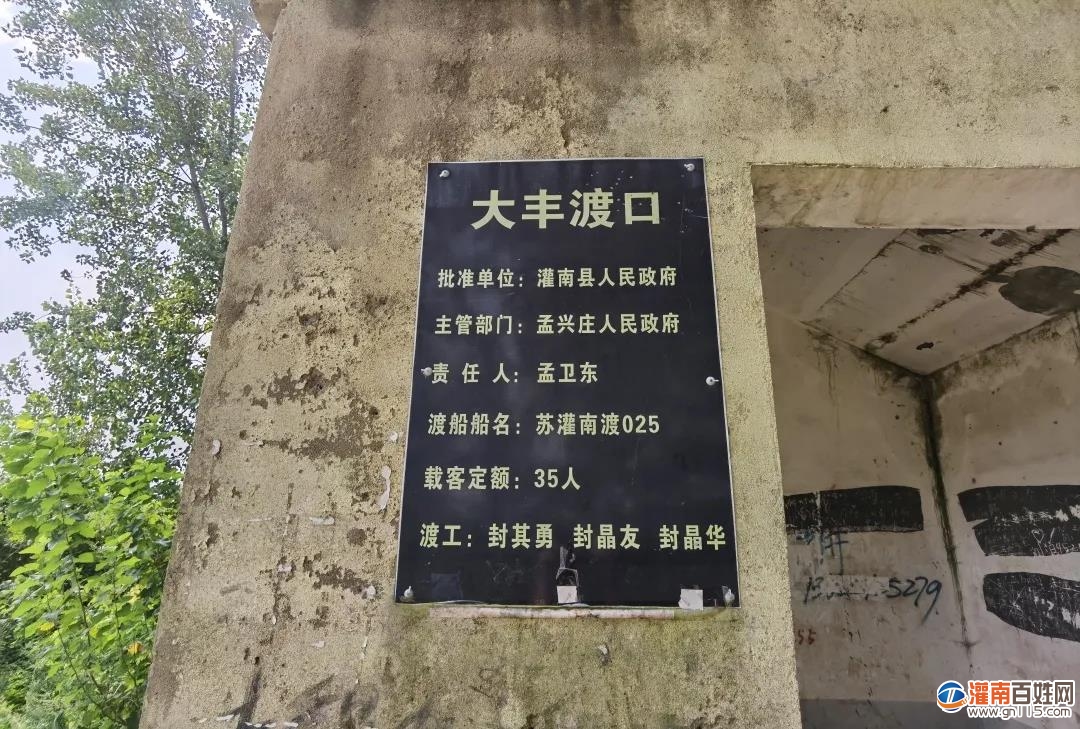 大丰渡口
批准单位：灌南县人民政府
主管部门：孟兴庄人民政府
责任人：孟卫东
渡船船名：苏灌南渡025
载客定额：35人
渡工：封其勇 封晶友 封晶华
5279
灌南百姓网
www.gn115.com